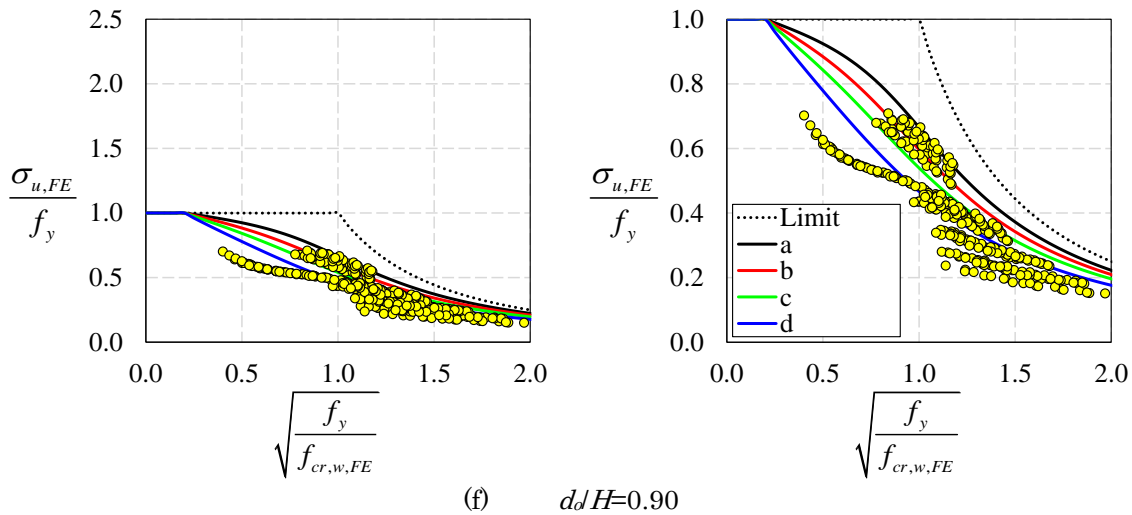 2.5
2.0
1.5
1.0
0.5
0.0
σu,FE
fy
0.0 0.5 1.0 1.5 2.0
√ fy
fcr,w,FE
1.0
0.8
0.6
0.4
0.2
0.0
σu,FE
fy
Limit
a
b
c
d
0.0 0.5 1.0 1.5 2.0
√ fy
fcr,w,FE
(f) do/H=0.90